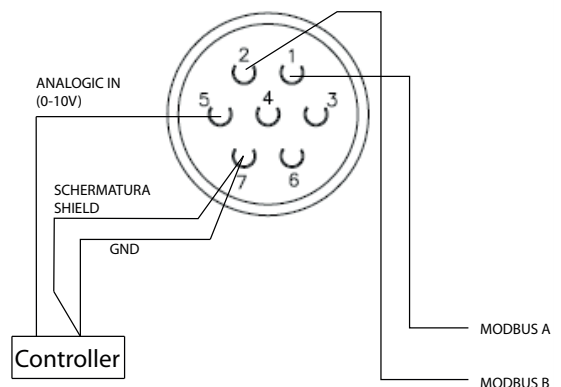 2 1
ANALOGIC IN
(0-10V)
5 4 3
SCHERMATURA
SHIELD
7 6
GND
Controller
MODBUS A
MODBUS B